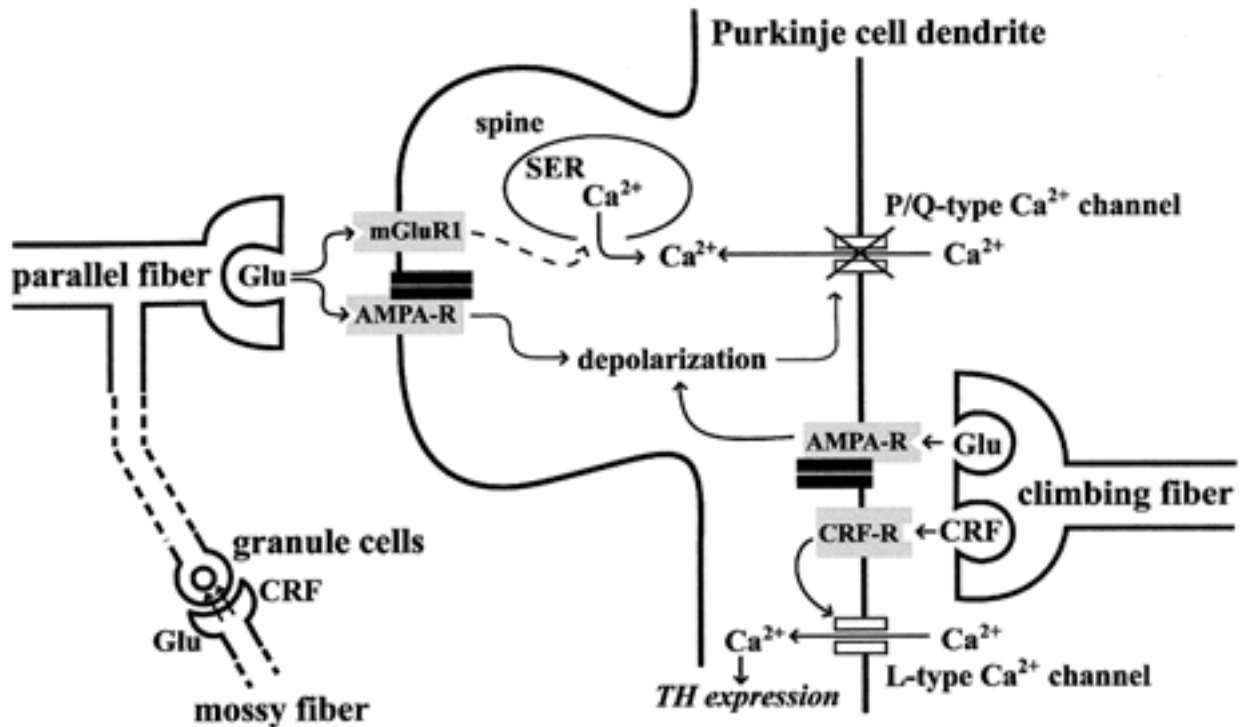 Purkinje cell dendrite
spine
SER
Ca2+
P/Q-type Ca2+ channel
mGluR1
Ca2+
Ca2+
parallel fiber
Glu
AMPA-R
depolarization
AMPA-R
Glu
climbing fiber
CRF-R
CRF
granule cells
CRF
Glu
Ca2+
Ca2+
L-type Ca2+ channel
TH expression
mossy fiber